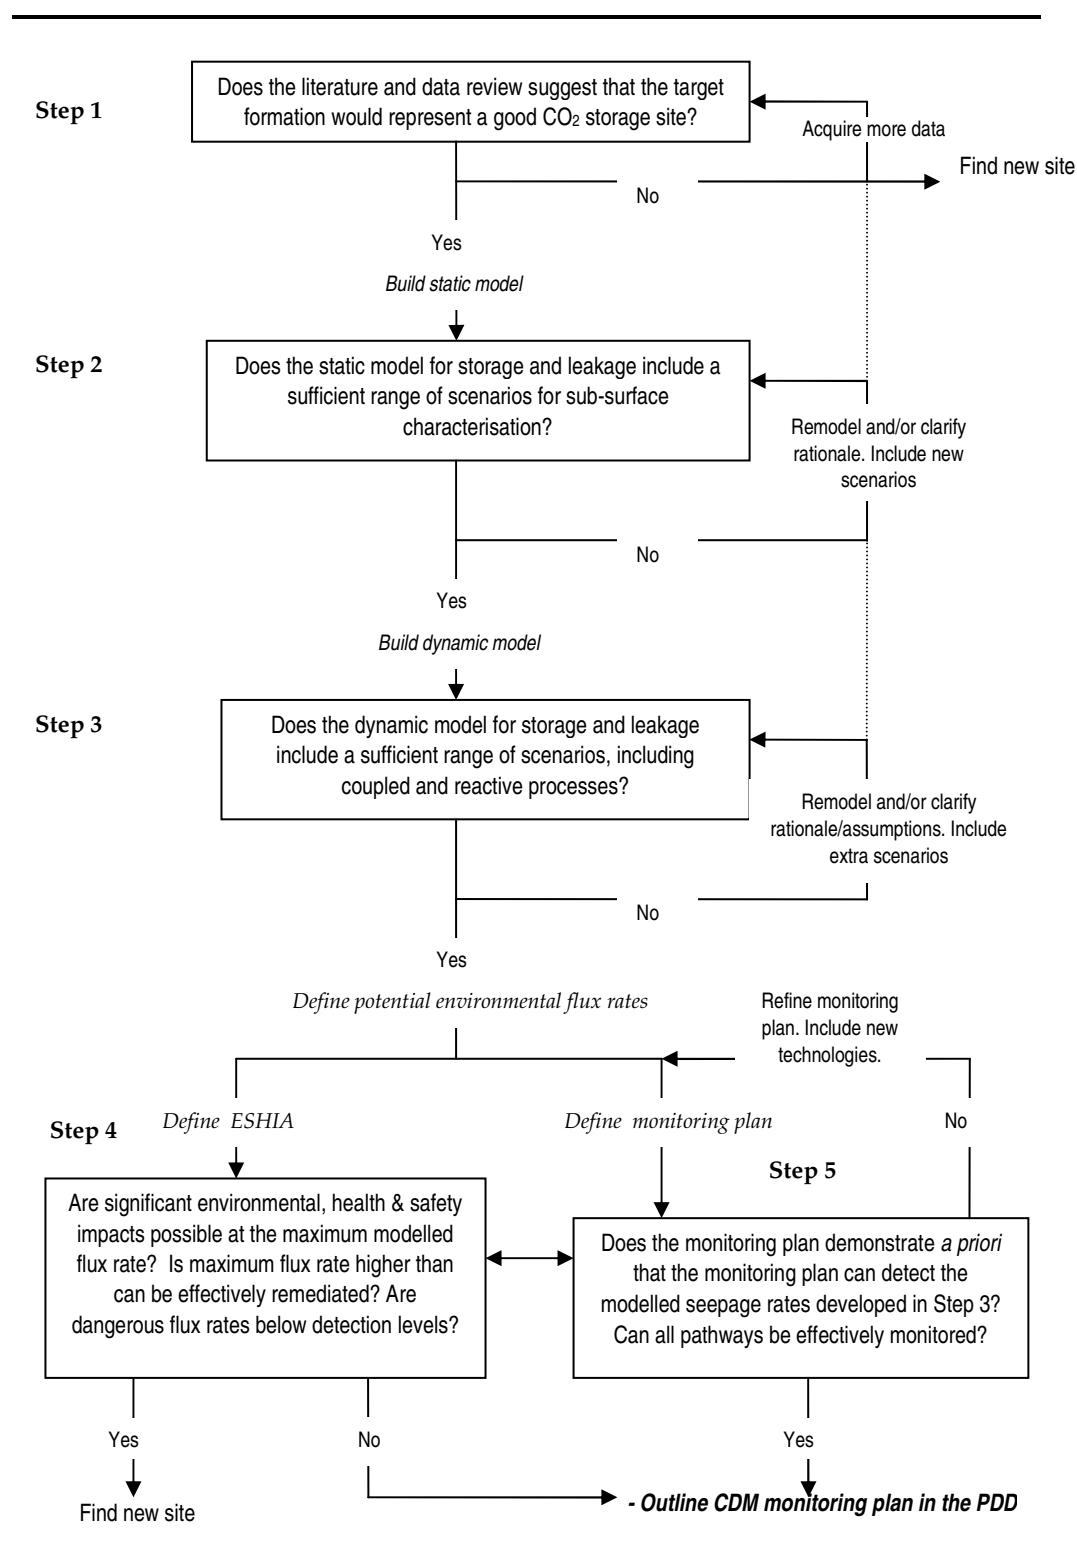 Step 1
Does the literature and data review suggest that the target
formation would represent a good CO₂ storage site?
Acquire more data
Find new site
No
Yes
Build static model
Step 2
Does the static model for storage and leakage include a
sufficient range of scenarios for sub-surface
characterisation?
Remodel and/or clarify
rationale. Include new
scenarios
No
Yes
Build dynamic model
Step 3
Does the dynamic model for storage and leakage
include a sufficient range of scenarios, including
coupled and reactive processes?
Remodel and/or clarify
rationale/assumptions. Include
extra scenarios
No
Yes
Define potential environmental flux rates
Refine monitoring
plan. Include new
technologies.
Step 4
Define ESHIA
Define monitoring plan
No
Step 5
Are significant environmental, health & safety
impacts possible at the maximum modelled
flux rate? Is maximum flux rate higher than
can be effectively remediated? Are
dangerous flux rates below detection levels?
Does the monitoring plan demonstrate a priori
that the monitoring plan can detect the
modelled seepage rates developed in Step 3?
Can all pathways be effectively monitored?
Yes
No
Yes
Find new site
- Outline CDM monitoring plan in the PDD